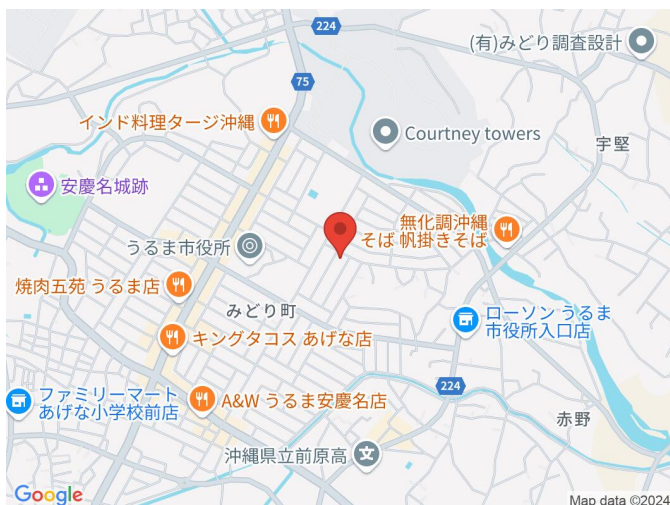 224
(有)みどり調査設計
75
インド料理タージ沖縄
Courtney towers
宇堅
安慶名城跡
無化調沖縄
そば 帆掛きそば
うるま市役所
焼肉五苑 うるま店
みどり町
ローソン うるま
市役所入口店
キングタコス あげな店
224
ファミリーマート
あげな小学校前店
A&W うるま安慶名店
赤野
沖縄県立前原高
Google
Map data ©2024